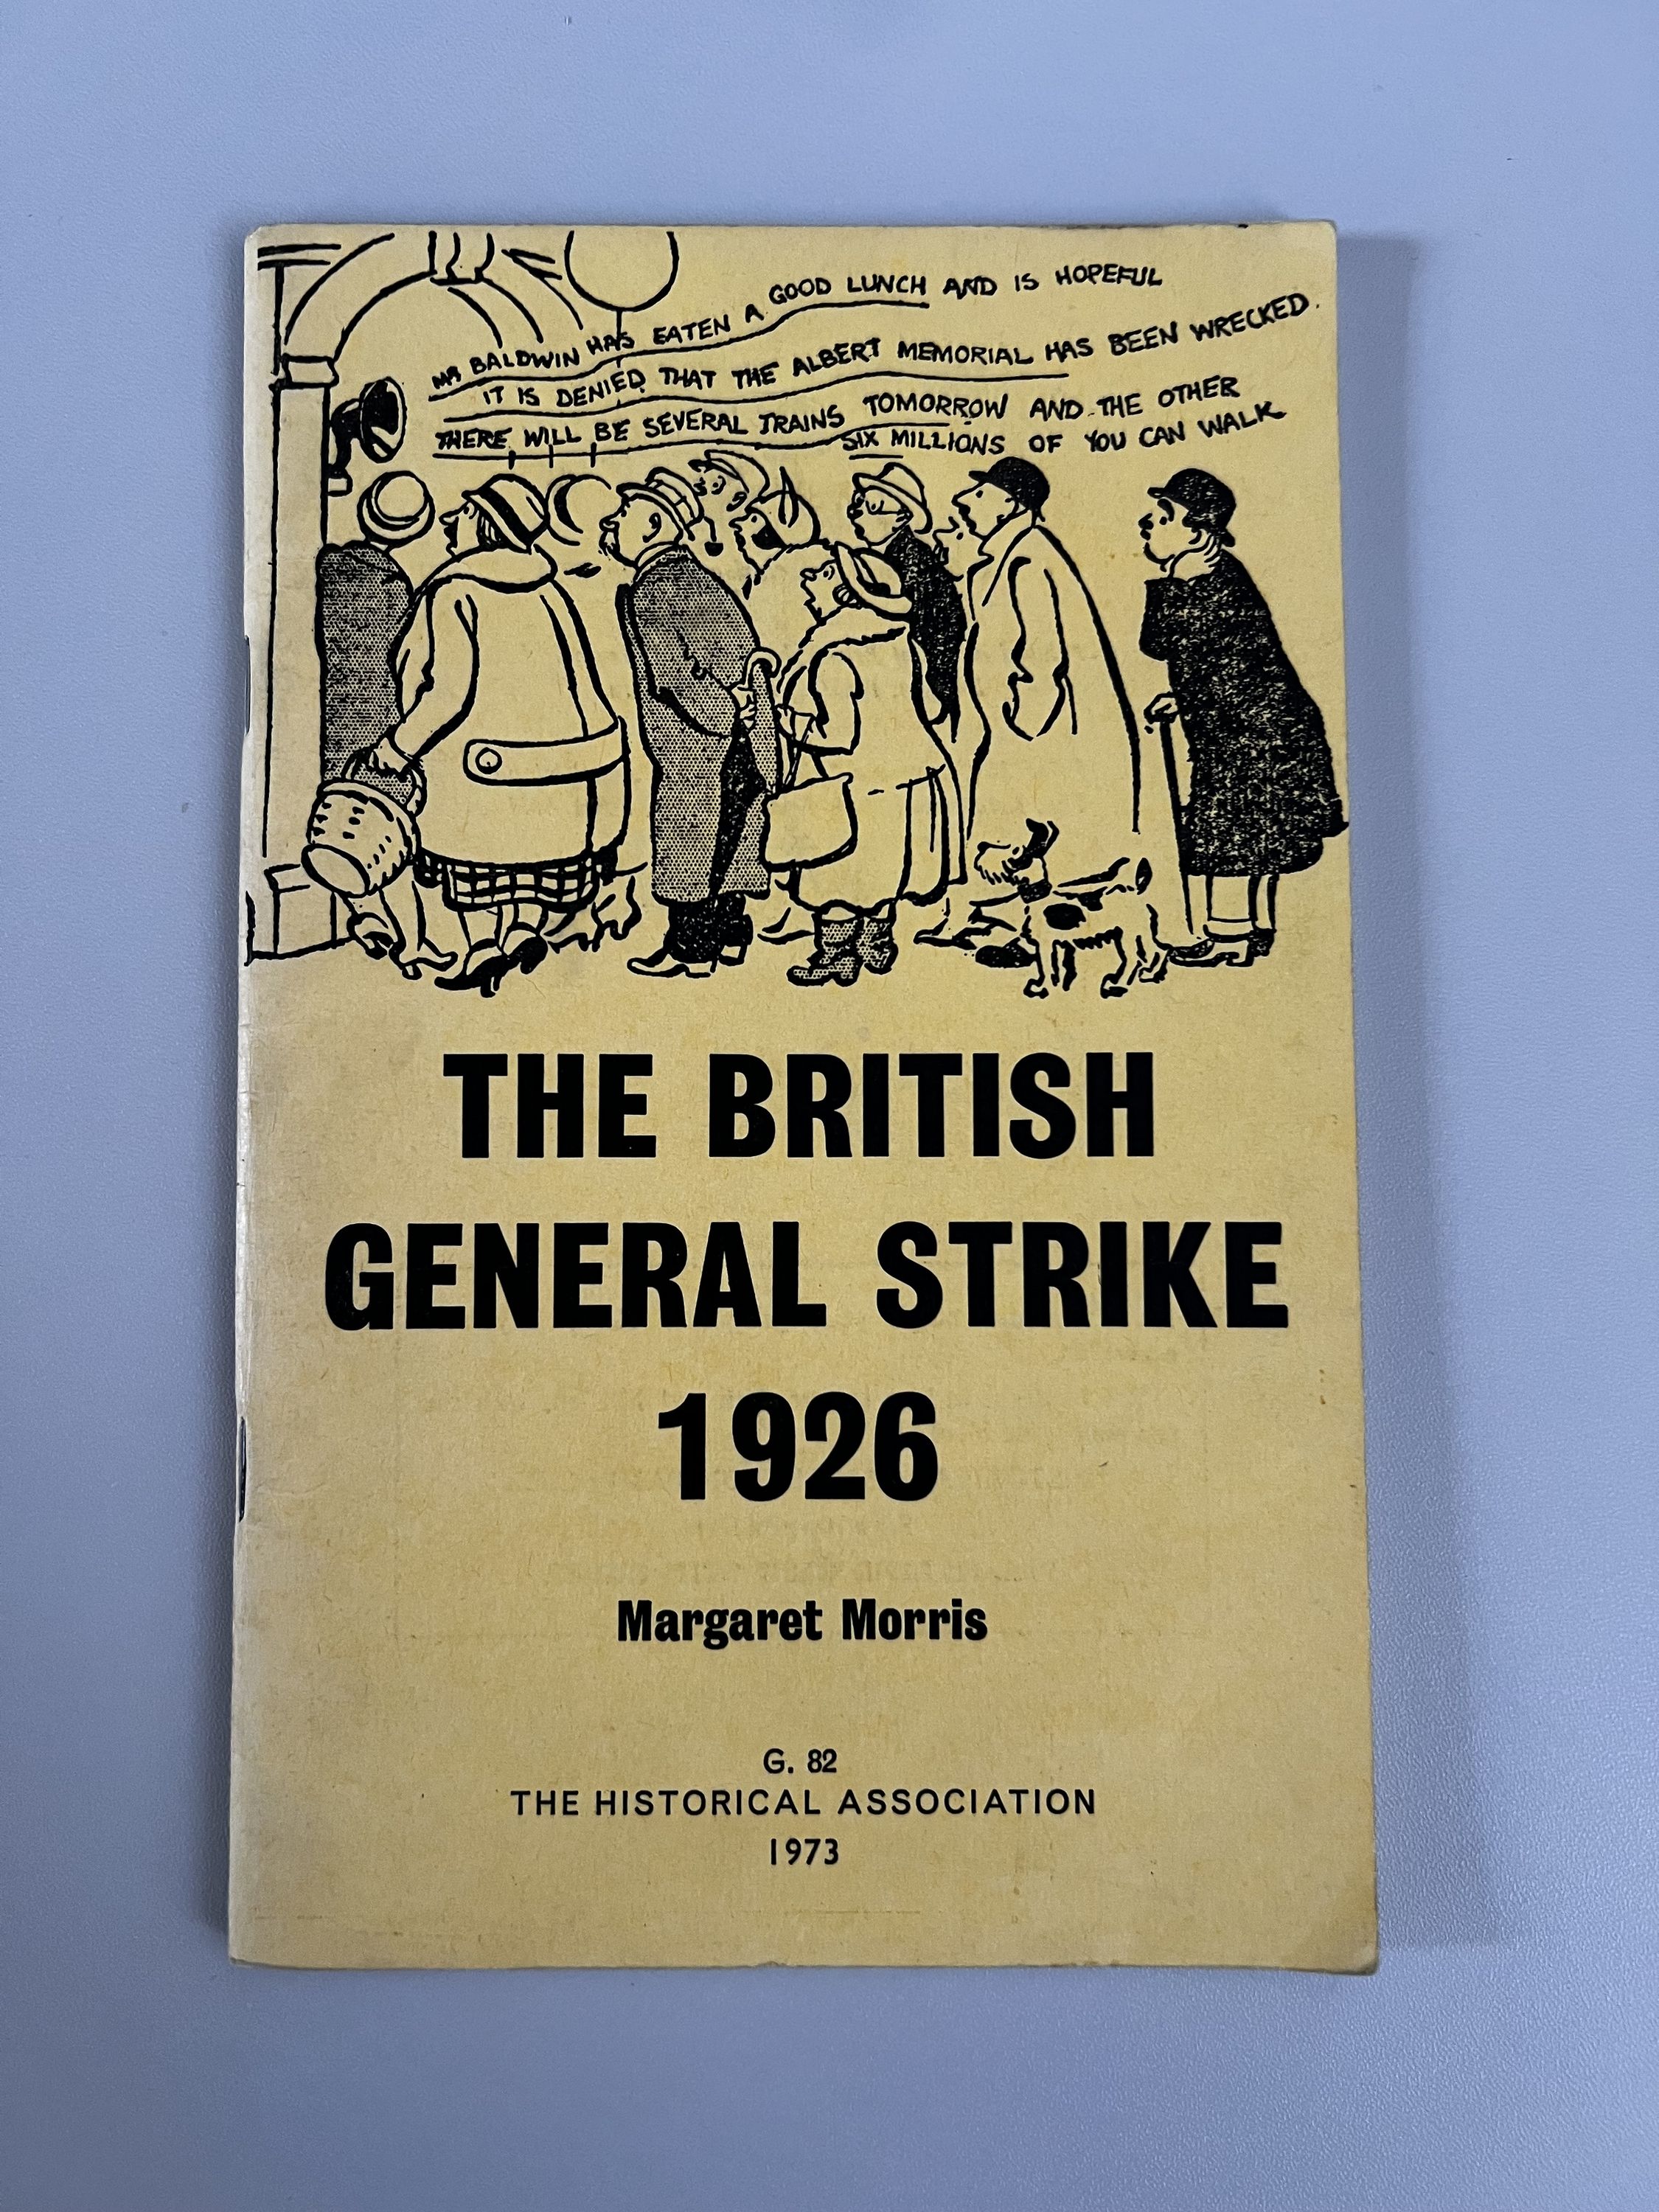 MR BALDWIN HAS EATEN A GOOD LUNCH AND IS HOPEFUL
IT IS DENIED THAT THE ALBERT MEMORIAL HAS BEEN WRECKED.
THERE WILL BE SEVERAL TRAINS TOMORROW AND THE OTHER
SIX MILLIONS OF YOU CAN WALK
THE BRITISH
GENERAL STRIKE
1926
Margaret Morris
G. 82
THE HISTORICAL ASSOCIATION
1973